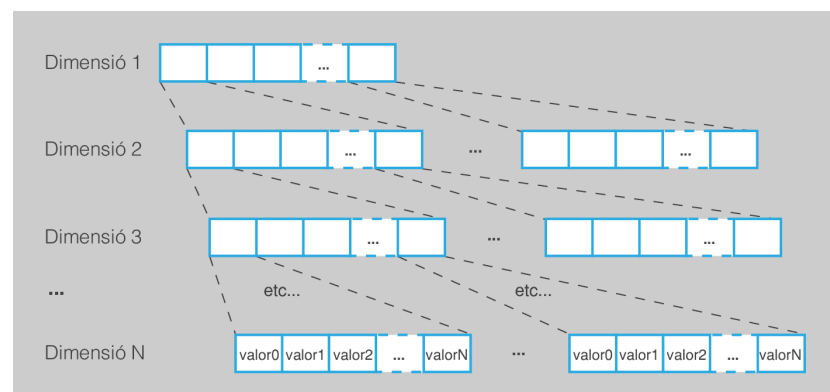 Dimensió 1 ...
Dimensió 2 ... ... ...
Dimensió 3 ... ... ...
... etc... etc...
Dimensió N valor0 valor1 valor2 ... valorN ... valor0 valor1 valor2 ... valorN